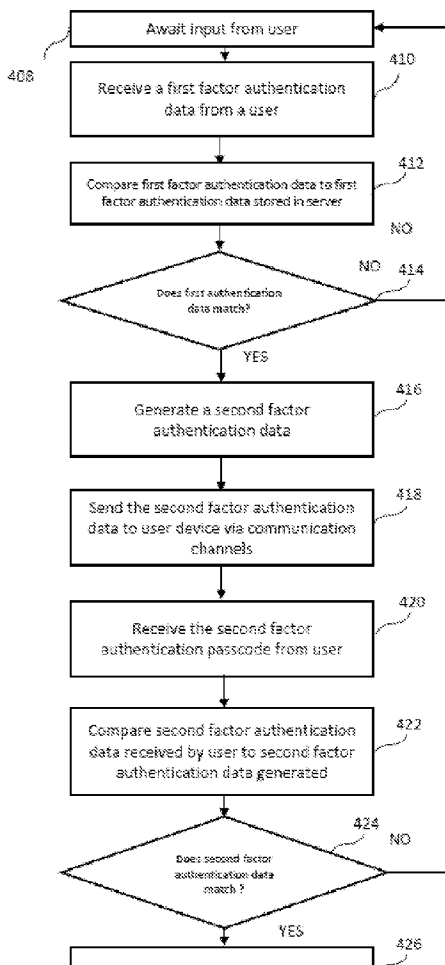 Await input from user
408
410
Receive a first factor authentication
data from a user
412
Compare first factor authentication data to first
factor authentication data stored in server
NO
NO
414
Does first authentication
data match?
YES
416
Generate a second factor
authentication data
418
Send the second factor authentication
data to user device via communication
channels
420
Receive the second factor
authentication passcode from user
422
Compare second factor authentication
data received by user to second factor
authentication data generated
424
NO
Does second factor
authentication data
match ?
YES
426